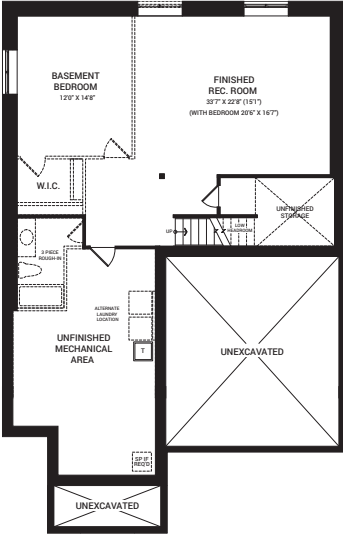 BASEMENT
BEDROOM
12'0" X 14'8"
FINISHED
REC. ROOM
33'7" X 22'8" (15'1")
(WITH BEDROOM 20'6" X 16'7")
W.I.C.
UNFINISHED
STORAGE
UP
LOW
HEADROOM
3 PIECE
ROUGH-IN
ALTERNATE
LAUNDRY
LOCATION
UNFINISHED
MECHANICAL
AREA
T
UNEXCAVATED
SP IF
REQ'D
UNEXCAVATED